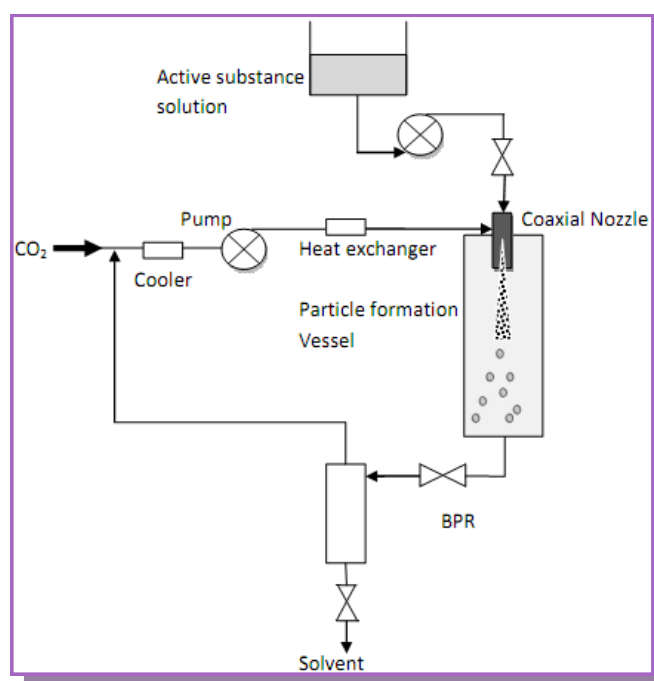 Active substance
solution
Pump
Coaxial Nozzle
CO₂
Heat exchanger
Cooler
Particle formation
Vessel
BPR
Solvent